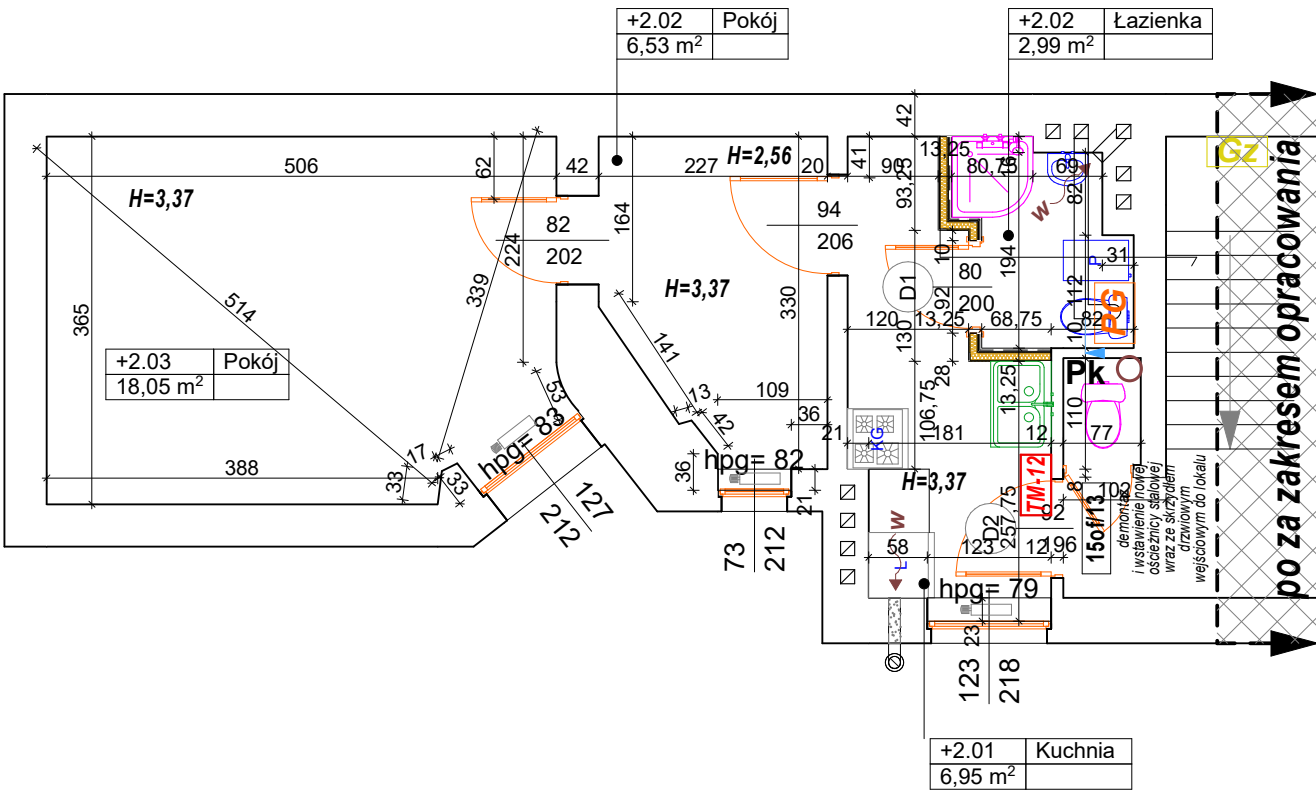 +2.02 Pokój
6,53 m²
+2.02 Łazienka
2,99 m²
42
506
62
42
227
H=2,56
20
41
90
93,25
13,25
80,75
69
82
Gz
H=3,37
164
82
202
94
206
224
339
W
10
80
200
194
P
31
112
D1
92
H=3,37
330
365
514
120
13,25
68,75
82
10
130
PG
+2.03 Pokój
18,05 m²
141
28
13,25
Pk
110
53
73
42
109
36
21
KG
106,75
181
12
77
hpg= 83
17
33
33
388
36
hpg= 82
21
H=3,37
TM-12
8
102
127
212
73
212
W
L
58
D2
257,75
123
92
196
12
15of/13
demontaż
i wstawienie nowej
ościeżnicy stalowej
wraz ze skrzydłem
drzwiowym
wejściowym do lokalu
po za zakresem opracowania
hpg= 79
23
123
218
+2.01 Kuchnia
6,95 m²